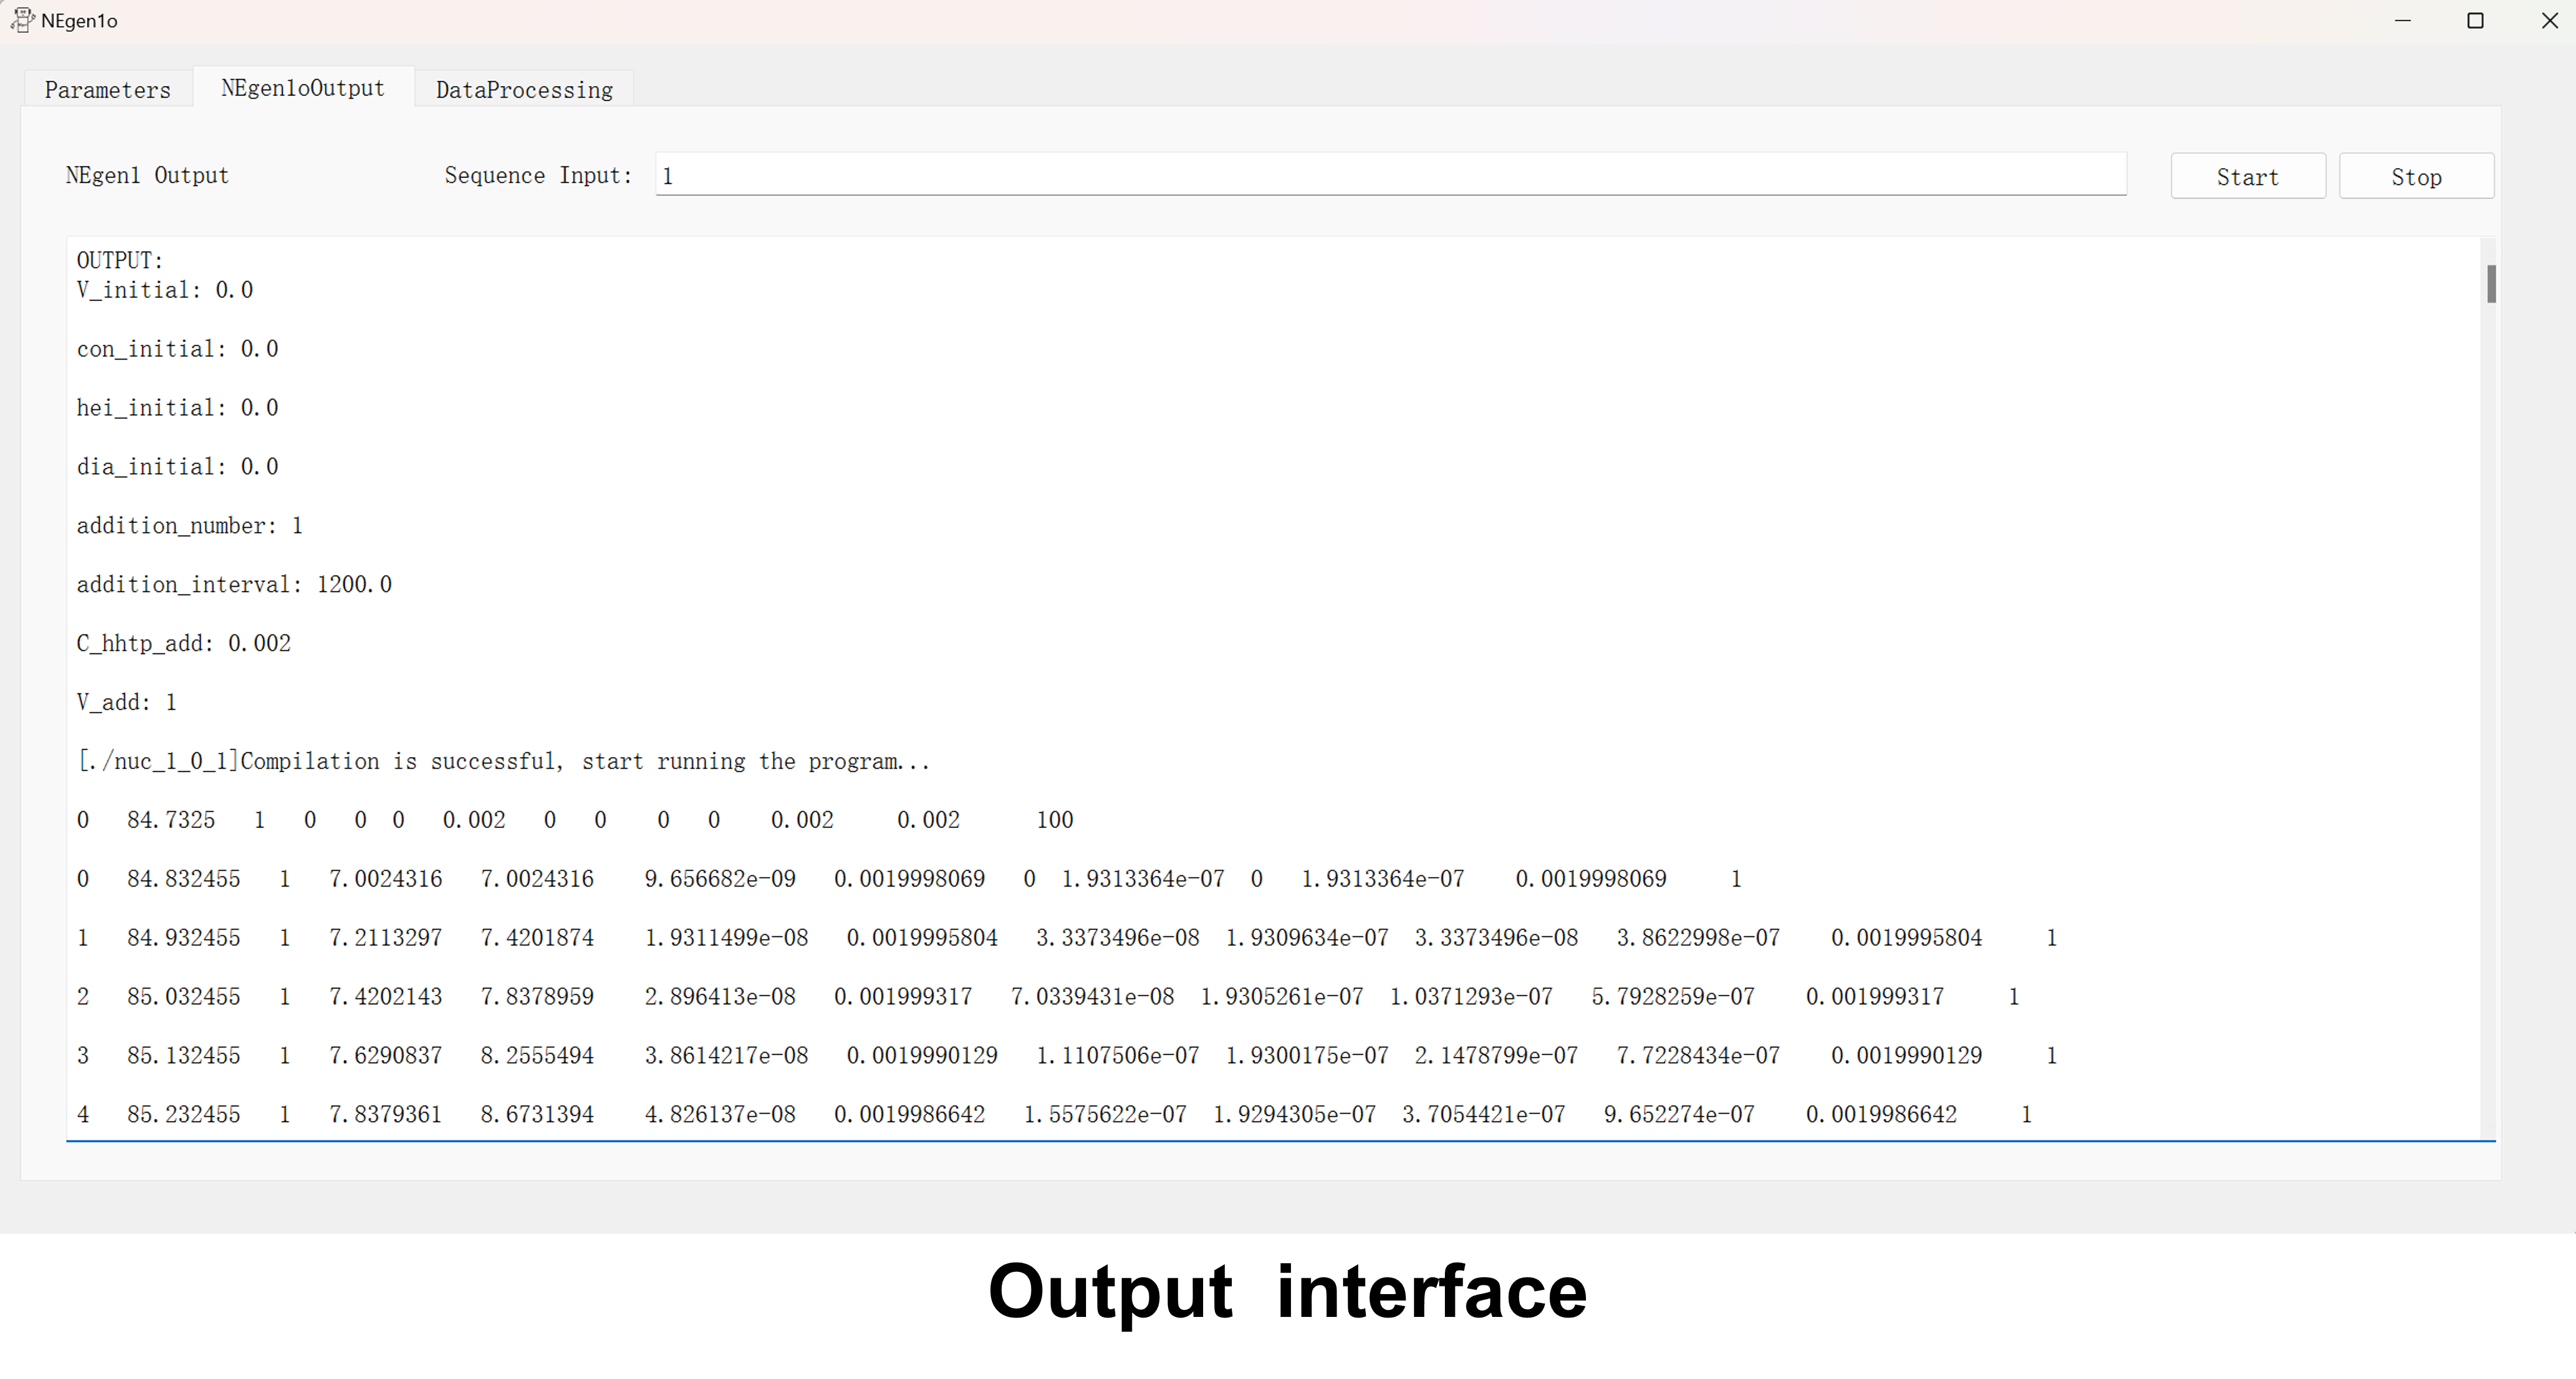 NEgen1o
Parameters NEgen1oOutput DataProcessing
NEgen1 Output Sequence Input: 1 Start Stop
OUTPUT:
V_initial: 0.0
con_initial: 0.0
hei_initial: 0.0
dia_initial: 0.0
addition_number: 1
addition_interval: 1200.0
C_hhtp_add: 0.002
V_add: 1
[./nuc_1_0_1]Compilation is successful, start running the program...
0 84.7325 1 0 0 0 0.002 0 0 0 0 0.002 0.002 100
0 84.832455 1 7.0024316 7.0024316 9.656682e-09 0.0019998069 0 1.9313364e-07 0 1.9313364e-07 0.0019998069 1
1 84.932455 1 7.2113297 7.4201874 1.9311499e-08 0.0019995804 3.3373496e-08 1.9309634e-07 3.3373496e-08 3.8622998e-07 0.0019995804 1
2 85.032455 1 7.4202143 7.8378959 2.896413e-08 0.001999317 7.0339431e-08 1.9305261e-07 1.0371293e-07 5.7928259e-07 0.001999317 1
3 85.132455 1 7.6290837 8.2555494 3.8614217e-08 0.0019990129 1.1107506e-07 1.9300175e-07 2.1478799e-07 7.7228434e-07 0.0019990129 1
4 85.232455 1 7.8379361 8.6731394 4.826137e-08 0.0019986642 1.5575622e-07 1.9294305e-07 3.7054421e-07 9.652274e-07 0.0019986642 1
Output interface